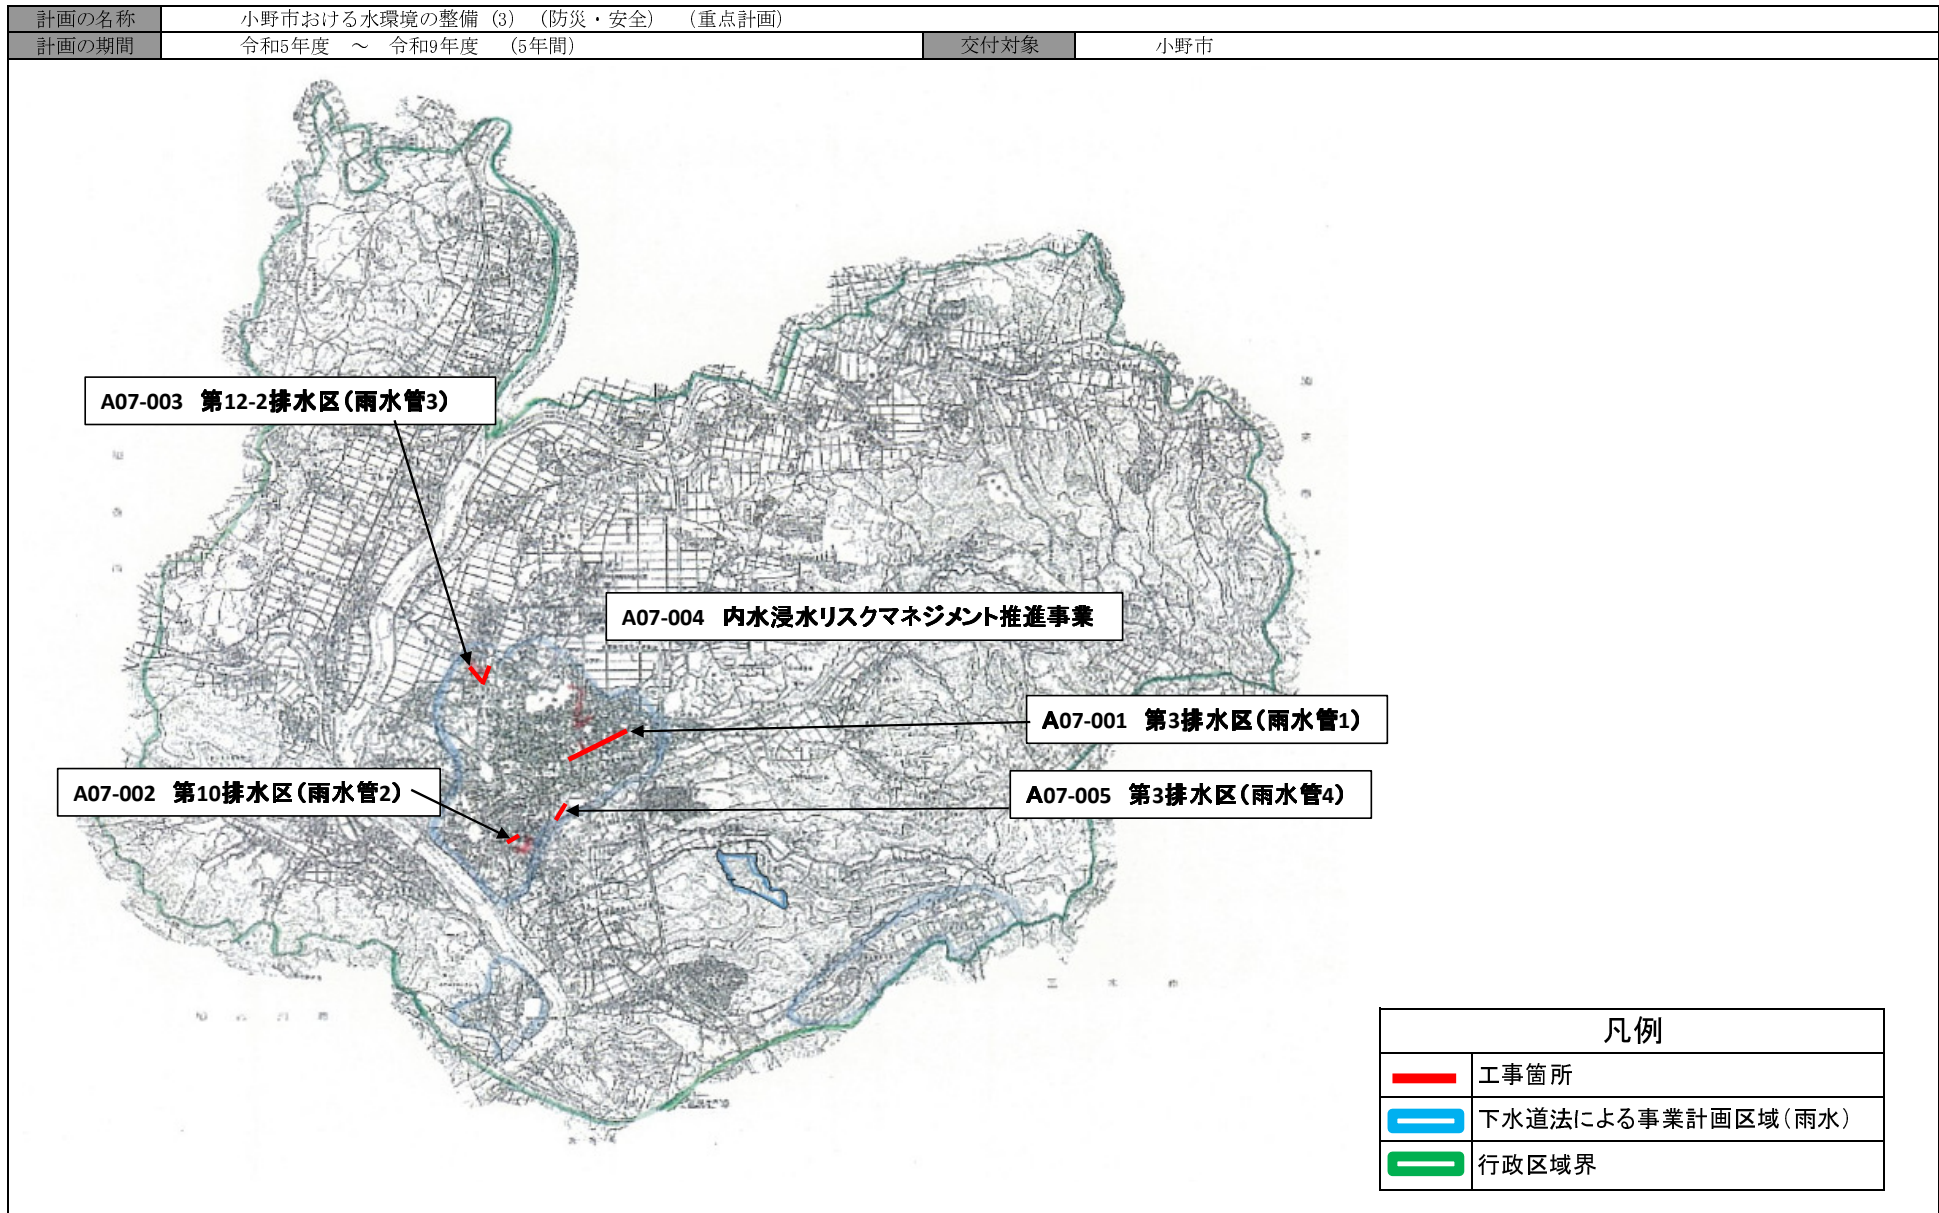 計画の名称 小野市おける水環境の整備（3）（防災・安全）（重点計画）
計画の期間 令和5年度 ～ 令和9年度 （5年間） 交付対象 小野市
A07-003 第12-2排水区（雨水管3）
A07-004 内水浸水リスクマネジメント推進事業
A07-001 第3排水区（雨水管1）
A07-002 第10排水区（雨水管2）
A07-005 第3排水区（雨水管4）
凡例
工事箇所
下水道法による事業計画区域（雨水）
行政区域界